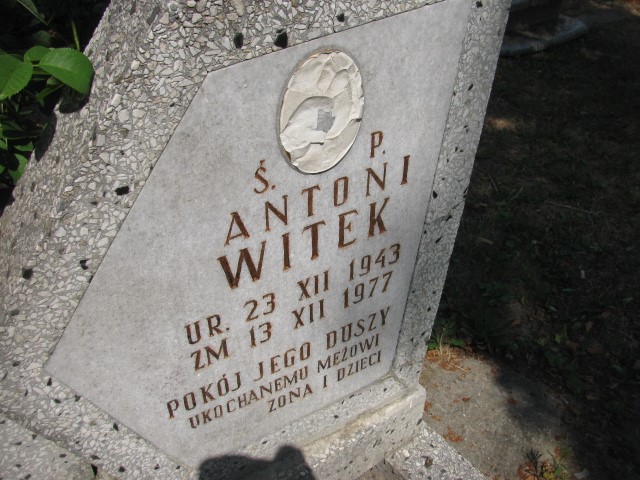 Ś. P.
ANTONI
WITEK
UR. 23 XII 1943
ZM 13 XII 1977
POKÓJ JEGO DUSZY
UKOCHANEMU MĘŻOWI
ŻONA I DZIECI